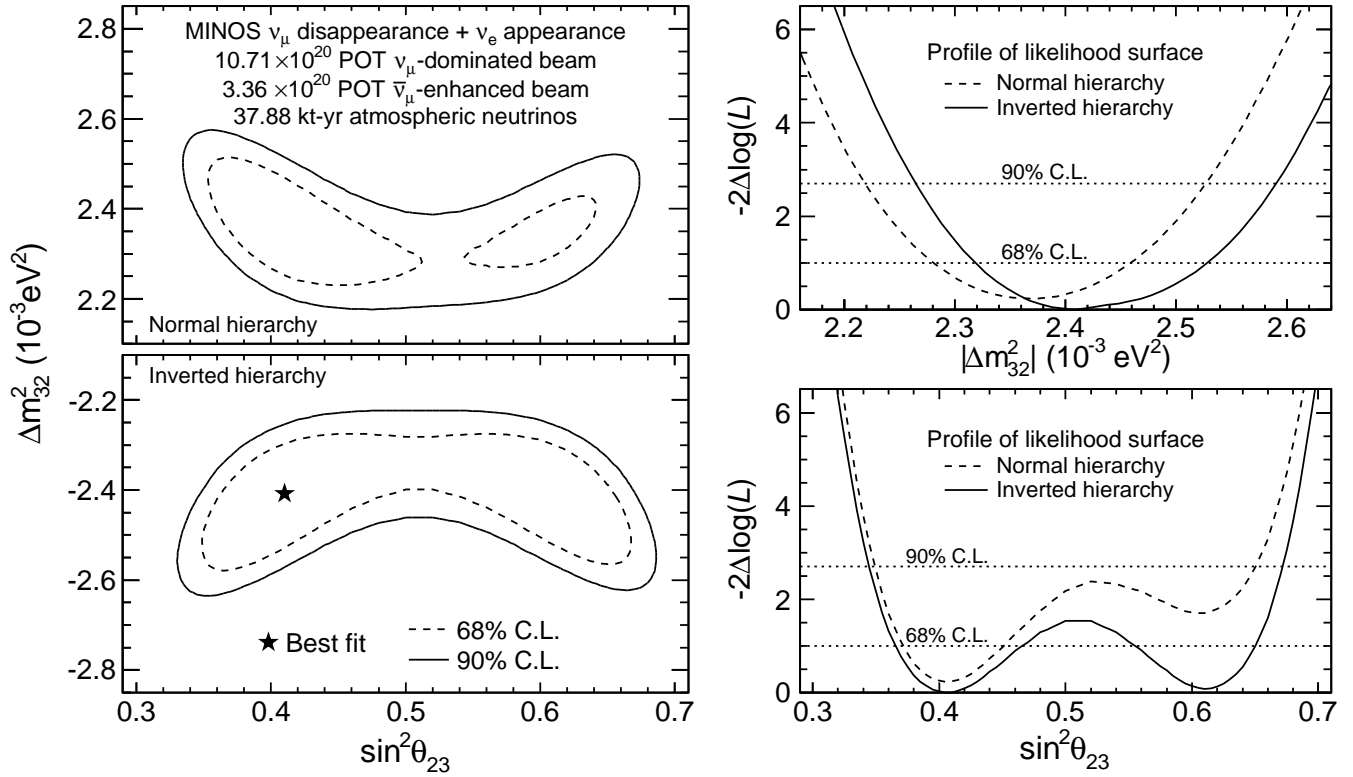 MINOS νμ disappearance + νe appearance
10.71 ×10²⁰ POT νμ-dominated beam
3.36 ×10²⁰ POT ν̄μ-enhanced beam
37.88 kt-yr atmospheric neutrinos
2.8
2.6
2.4
2.2
Normal hierarchy
Δm²₃₂ (10⁻³eV²)
Inverted hierarchy
-2.2
-2.4
-2.6
-2.8
★ Best fit
68% C.L.
90% C.L.
0.3 0.4 0.5 0.6 0.7
sin²θ₂₃
-2Δlog(L)
6
4
2
0
Profile of likelihood surface
Normal hierarchy
Inverted hierarchy
90% C.L.
68% C.L.
2.2 2.3 2.4 2.5 2.6
|Δm²₃₂| (10⁻³ eV²)
-2Δlog(L)
6
4
2
0
Profile of likelihood surface
Normal hierarchy
Inverted hierarchy
90% C.L.
68% C.L.
0.3 0.4 0.5 0.6 0.7
sin²θ₂₃